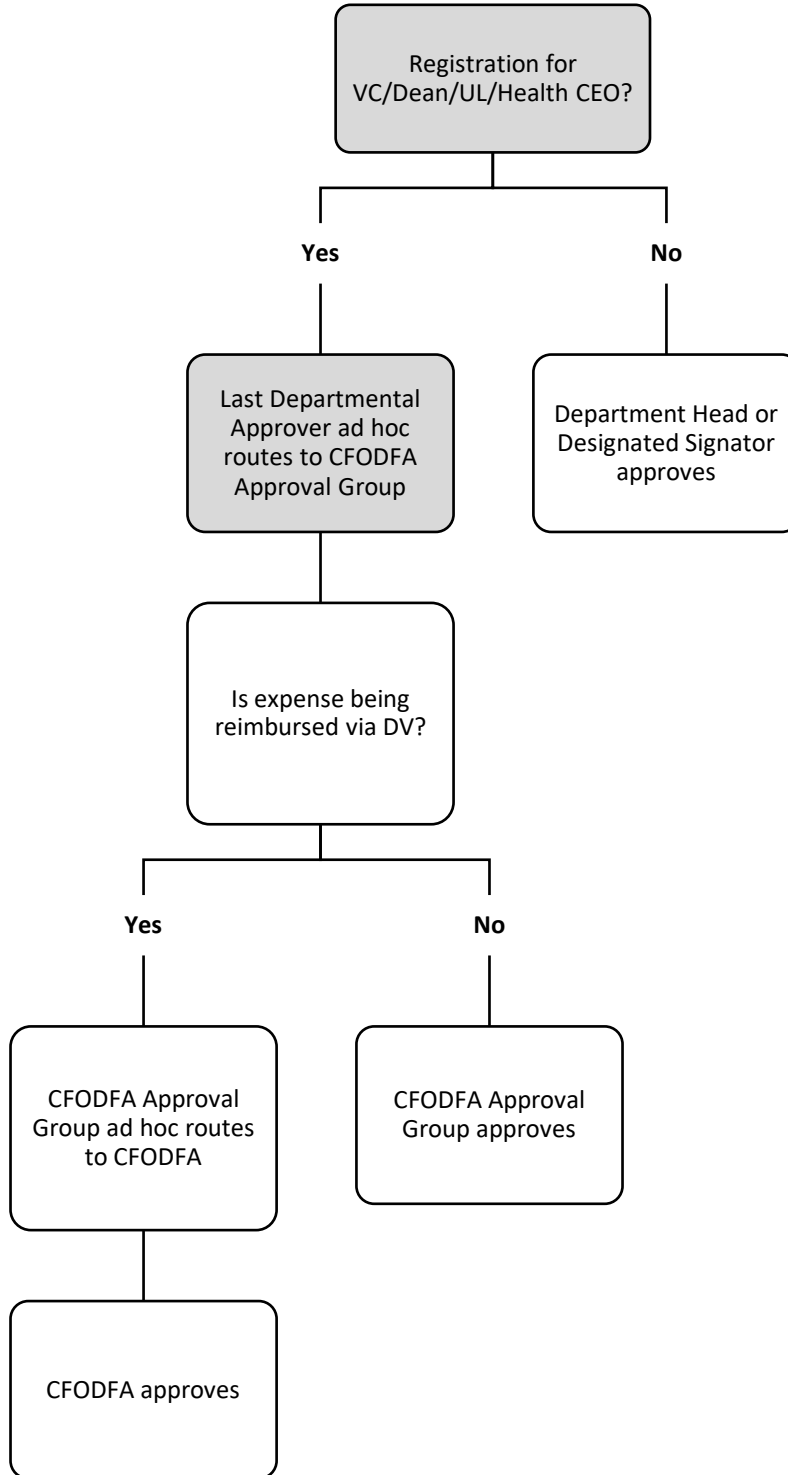 Registration for
VC/Dean/UL/Health CEO?
Yes
No
Last Departmental
Approver ad hoc
routes to CFODFA
Approval Group
Department Head or
Designated Signator
approves
Is expense being
reimbursed via DV?
Yes
No
CFODFA Approval
Group ad hoc routes
to CFODFA
CFODFA Approval
Group approves
CFODFA approves